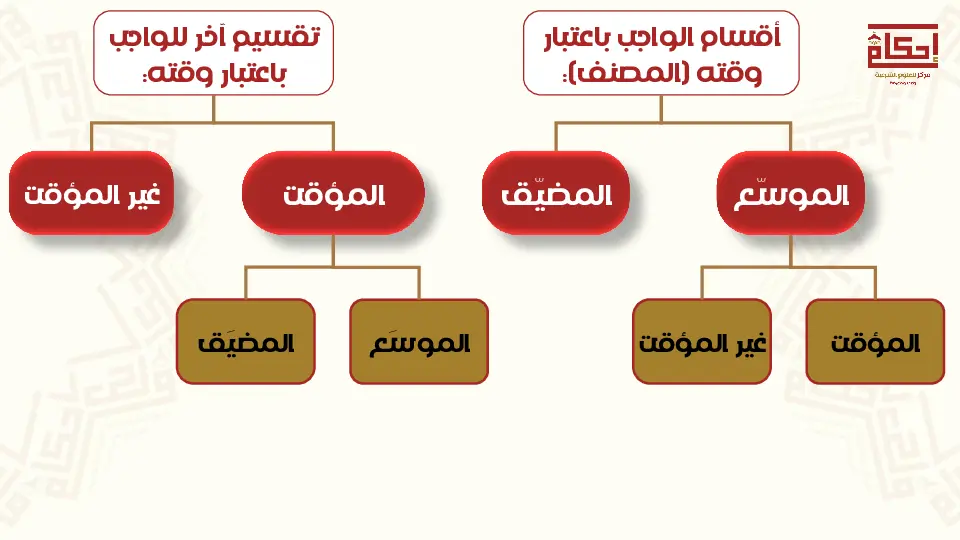 إحكام
مركز للعلوم الشرعية
أقسام الواجب باعتبار
وقته (المصنف):
الموسّع
المضيّق
المؤقت
غير المؤقت
تقسيم آخر للواجب
باعتبار وقته:
المؤقت
غير المؤقت
الموسَع
المضيَق